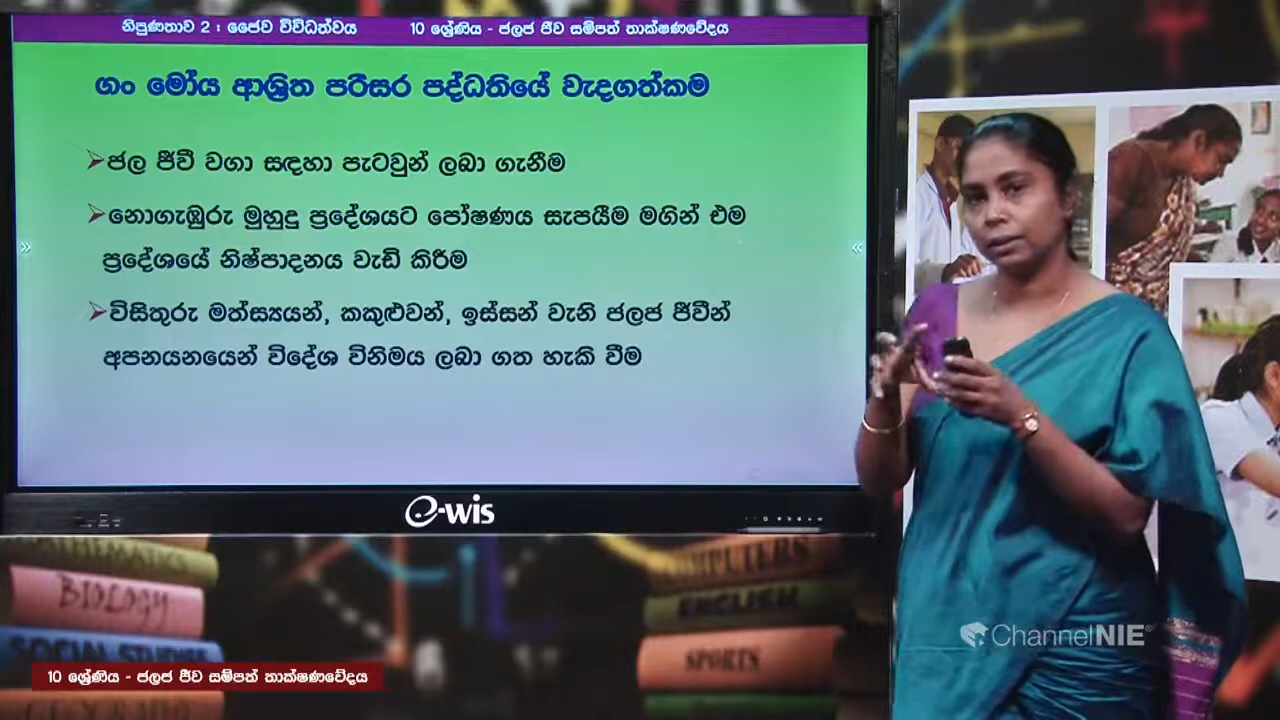 නිපුණතාව 2 : ජෛව විවිධත්වය 10 ශ්‍රේණිය - ජලජ ජීව සම්පත් තාක්ෂණවේදය
ගං මෝය ආශ්‍රිත පරිසර පද්ධතියේ වැදගත්කම
➢ජල ජීවී වගා සඳහා පැටවුන් ලබා ගැනීම
➢නොගැඹුරු මුහුදු ප්‍රදේශයට පෝෂණය සැපයීම මගින් එම
ප්‍රදේශයේ නිෂ්පාදනය වැඩි කිරීම
➢විසිතුරු මත්ස්‍යයන්, කකුළුවන්, ඉස්සන් වැනි ජලජ ජීවීන්
අපනයනයෙන් විදේශ විනිමය ලබා ගත හැකි වීම
e-wis
MATHEMATICS
BIOLOGY
SOCIAL STUDIES
COMPUTERS
ENGLISH
SPORTS
ChannelNIE
10 ශ්‍රේණිය - ජලජ ජීව සම්පත් තාක්ෂණවේදය